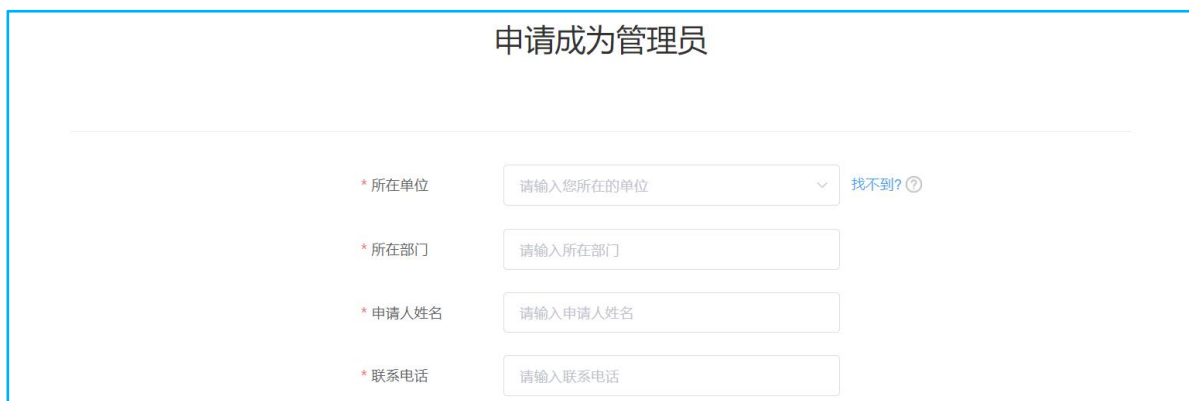 申请成为管理员
* 所在单位 请输入您所在的单位 找不到? ?
* 所在部门 请输入所在部门
* 申请人姓名 请输入申请人姓名
* 联系电话 请输入联系电话